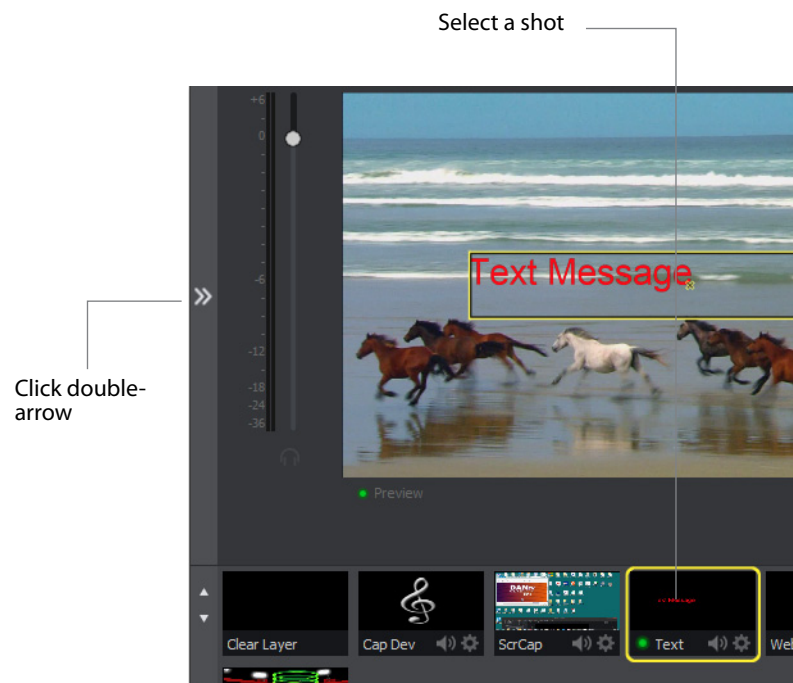 Select a shot
+6
-
0
-
-
-
-
-6
-
-
-12
-
-18
-24
-36
Text Message
Click double-
arrow
Preview
Clear Layer
Cap Dev
ScrCap
Text
Web